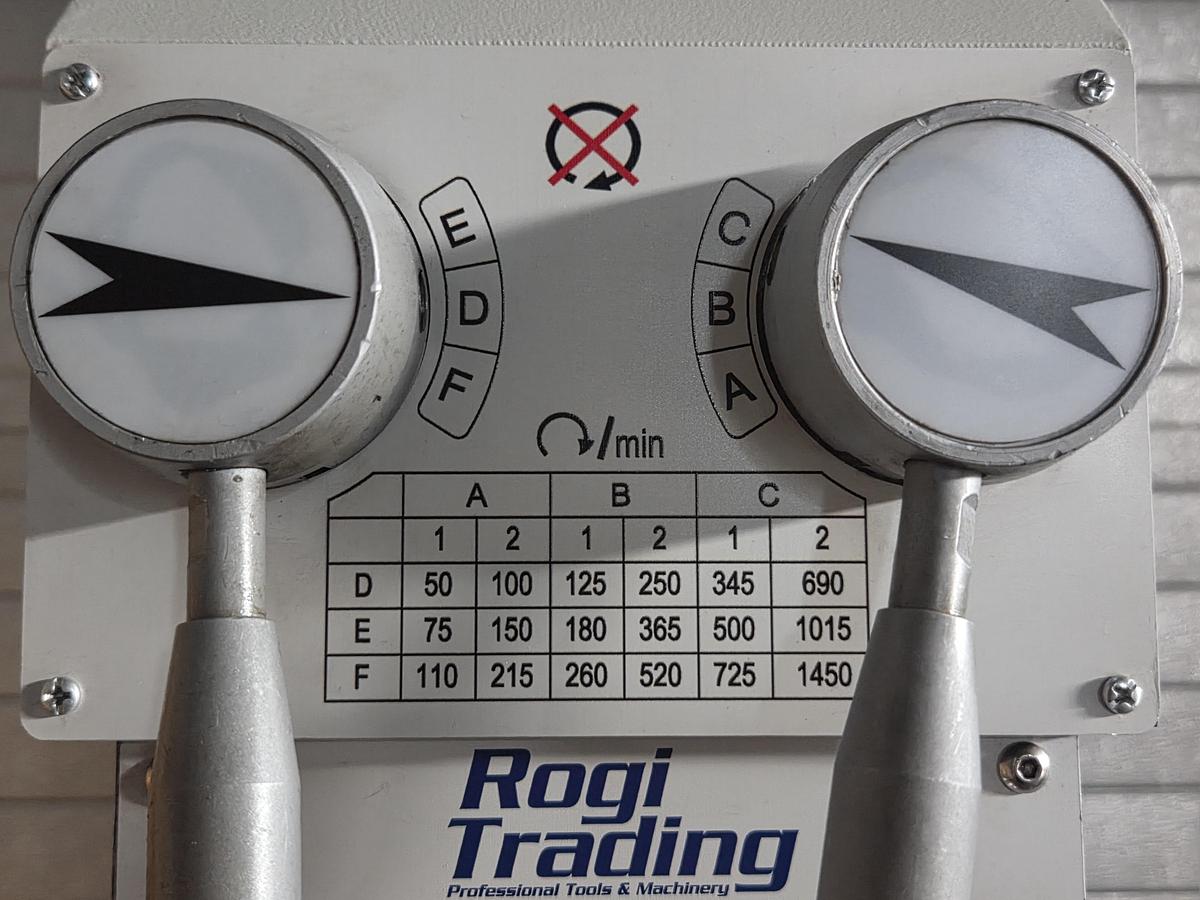 E
D
F
C
B
A
/min
A B C
1 2 1 2 1 2
D 50 100 125 250 345 690
E 75 150 180 365 500 1015
F 110 215 260 520 725 1450
Rogi
Trading
Professional Tools & Machinery